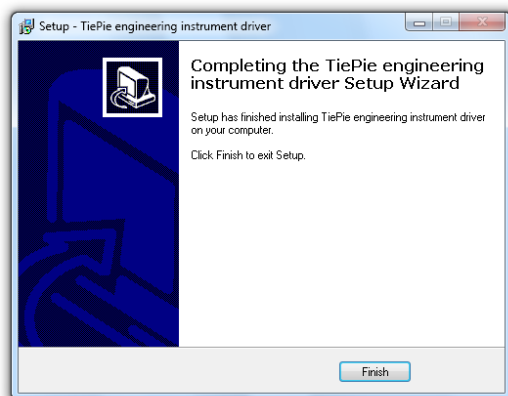 Setup - TiePie engineering instrument driver
Completing the TiePie engineering
instrument driver Setup Wizard
Setup has finished installing TiePie engineering instrument driver
on your computer.
Click Finish to exit Setup.
Finish